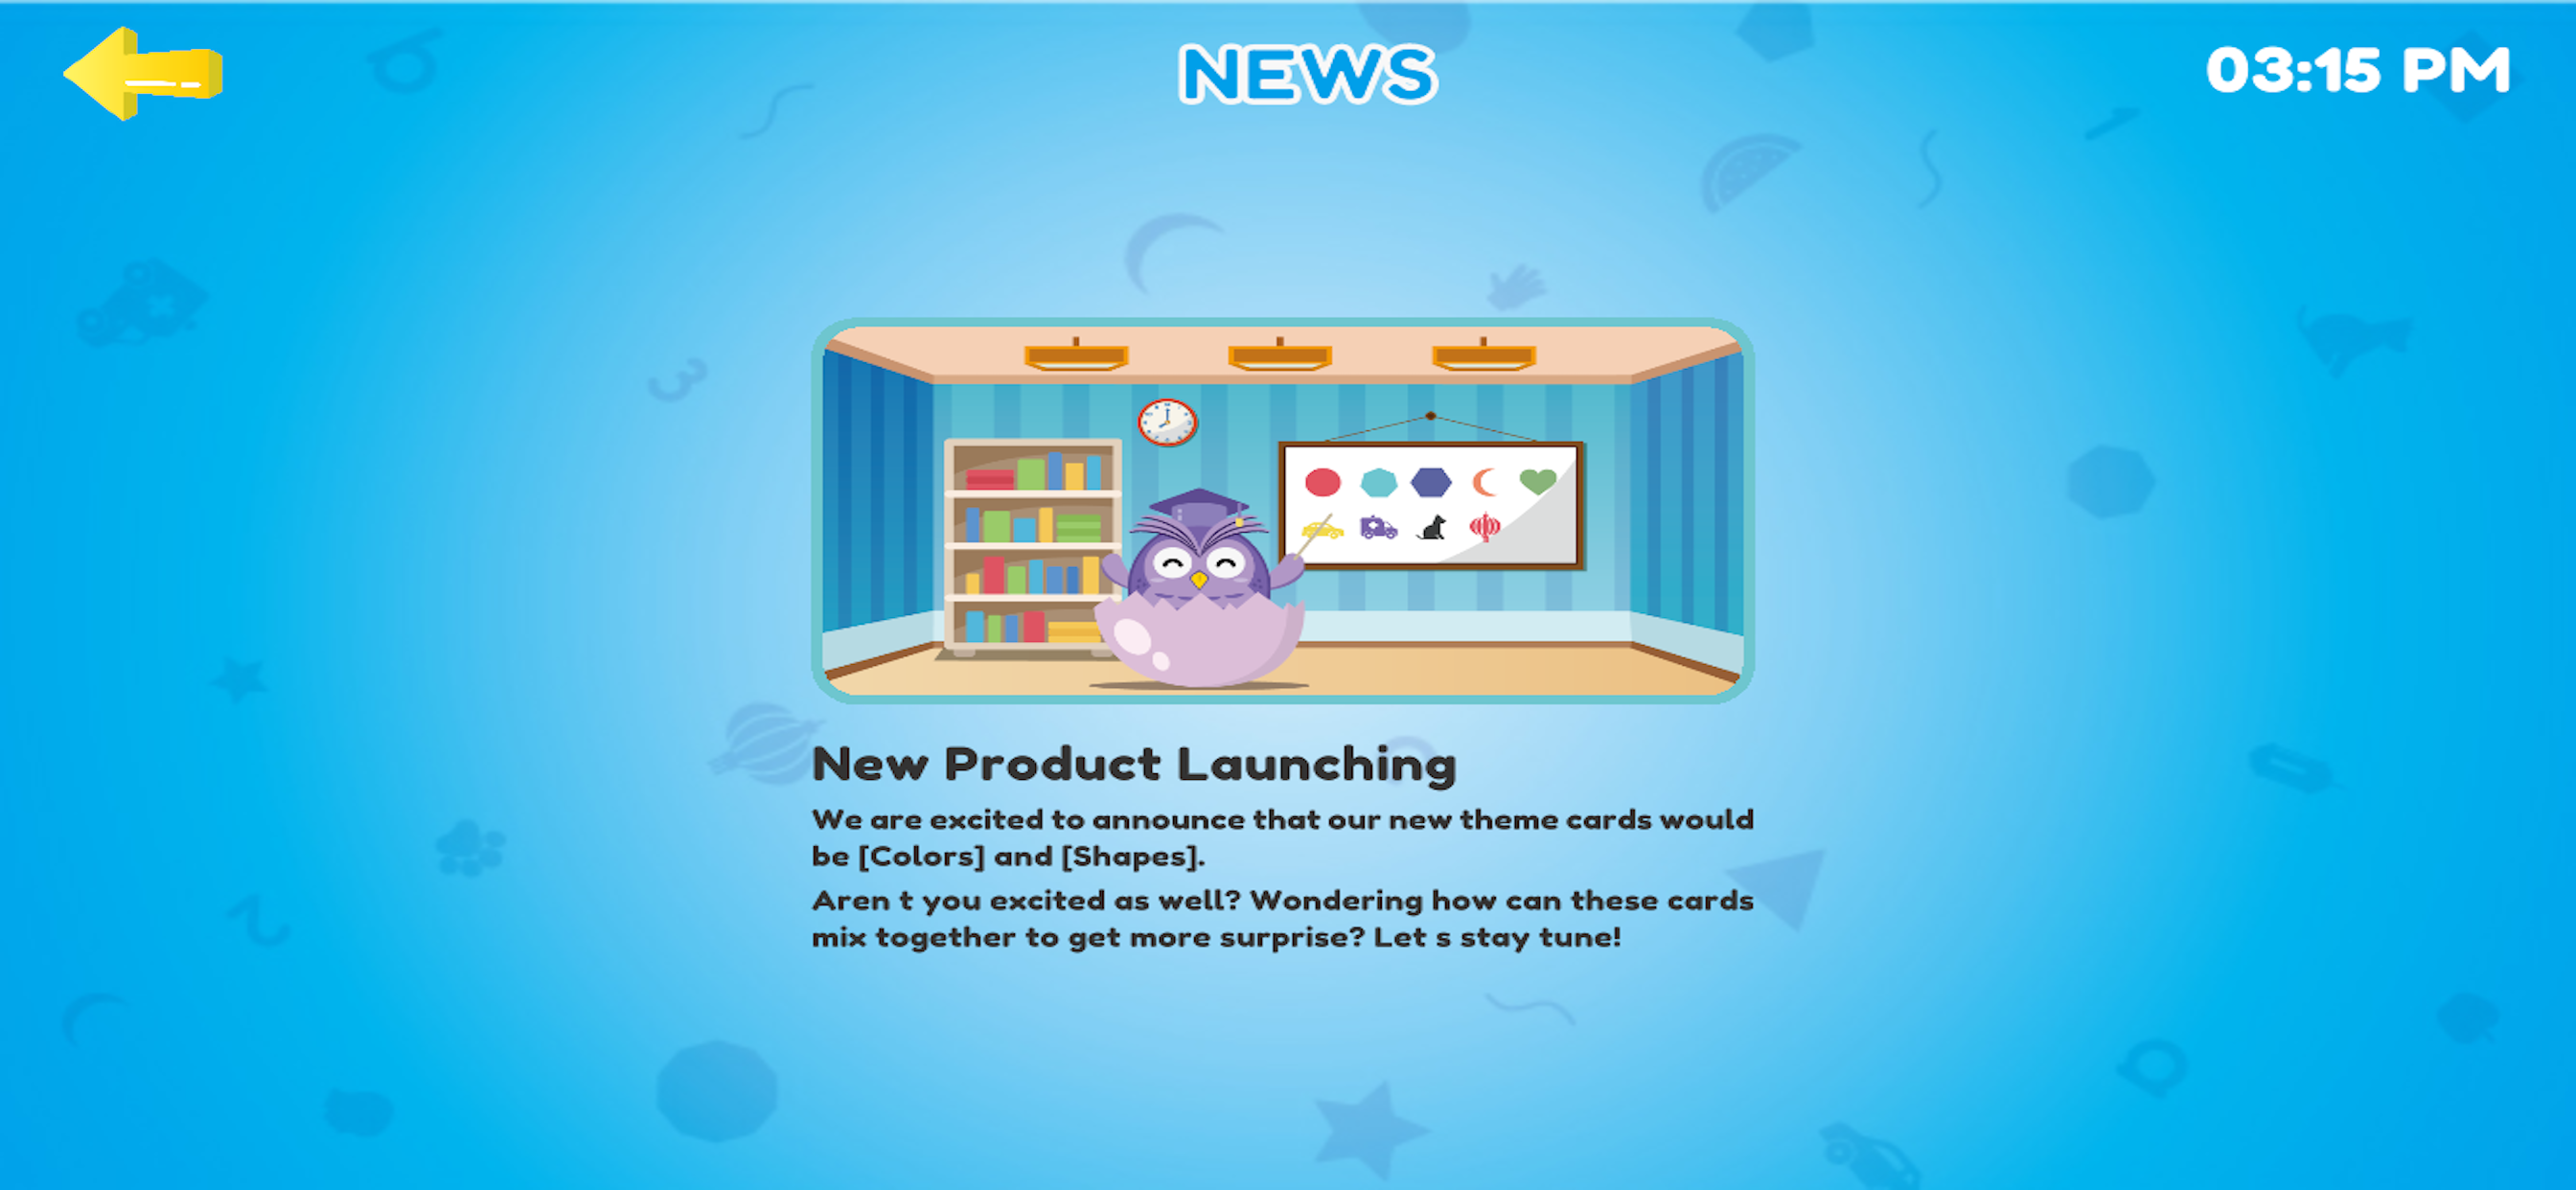 NEWS
03:15 PM
New Product Launching
We are excited to announce that our new theme cards would
be [Colors] and [Shapes].
Aren t you excited as well? Wondering how can these cards
mix together to get more surprise? Let s stay tune!